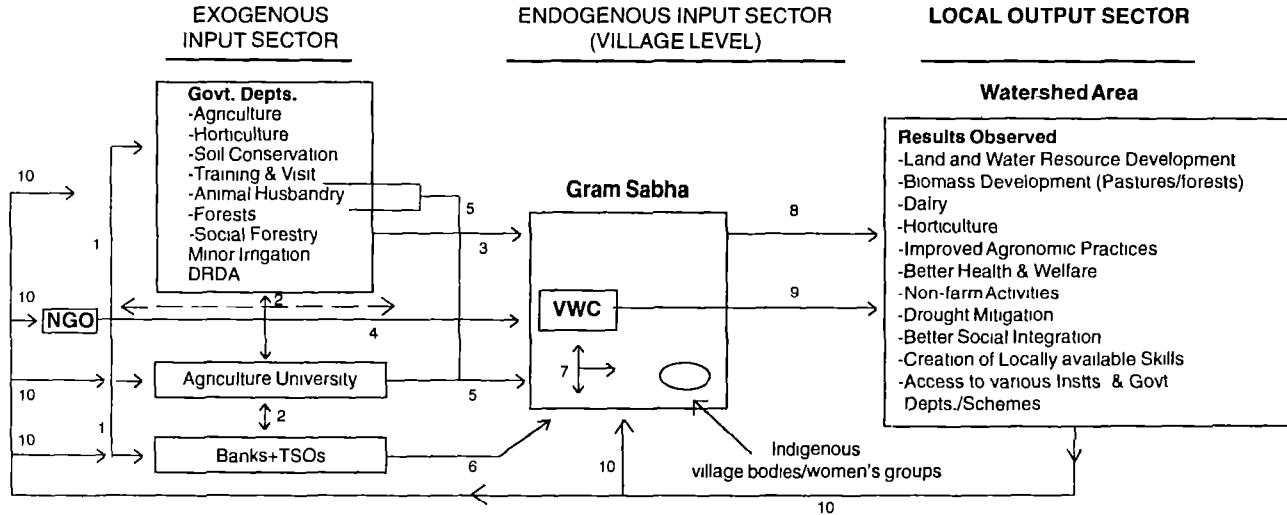 EXOGENOUS
INPUT SECTOR
ENDOGENOUS INPUT SECTOR
(VILLAGE LEVEL)
LOCAL OUTPUT SECTOR
Govt. Depts.
-Agriculture
-Horticulture
-Soil Conservation
-Training & Visit
-Animal Husbandry
-Forests
-Social Forestry
Minor Irrigation
DRDA
10
1
5
3
10
NGO
2
4
Agriculture University
10
5
2
10
1
Banks+TSOs
6
Gram Sabha
VWC
7
Indigenous
village bodies/women's groups
10
8
9
Watershed Area
Results Observed
-Land and Water Resource Development
-Biomass Development (Pastures/forests)
-Dairy
-Horticulture
-Improved Agronomic Practices
-Better Health & Welfare
-Non-farm Activities
-Drought Mitigation
-Better Social Integration
-Creation of Locally available Skills
-Access to various Instts & Govt
Depts./Schemes
10